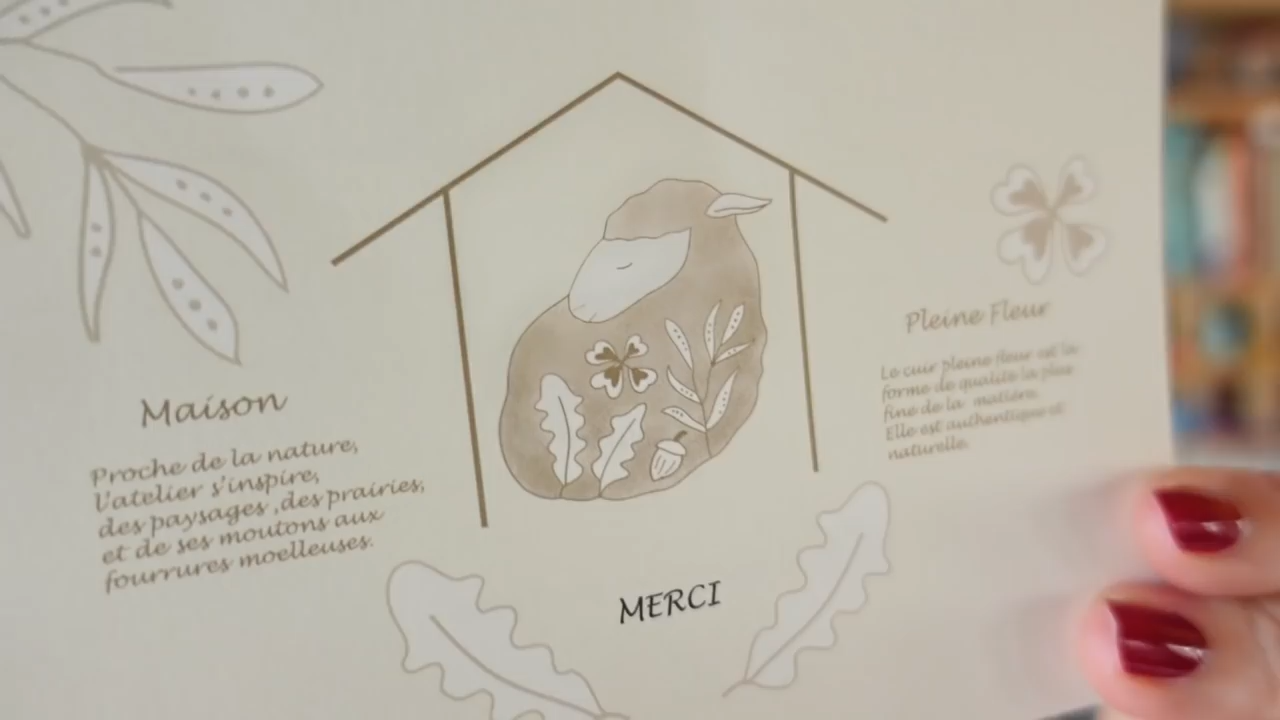 Maison
Proche de la nature,
l'atelier s'inspire,
des paysages ,des prairies,
et de ses moutons aux
fourrures moelleuses.
MERCI
Pleine Fleur
Le cuir pleine fleur est la
forme de qualité la plus
fine de la matière.
Elle est authentique et
naturelle.